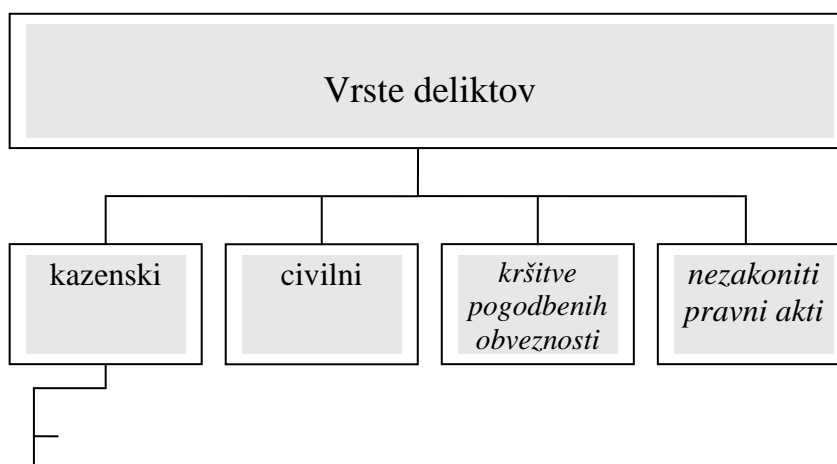 Vrste deliktov
kazenski
civilni
kršitve
pogodbenih
obveznosti
nezakoniti
pravni akti